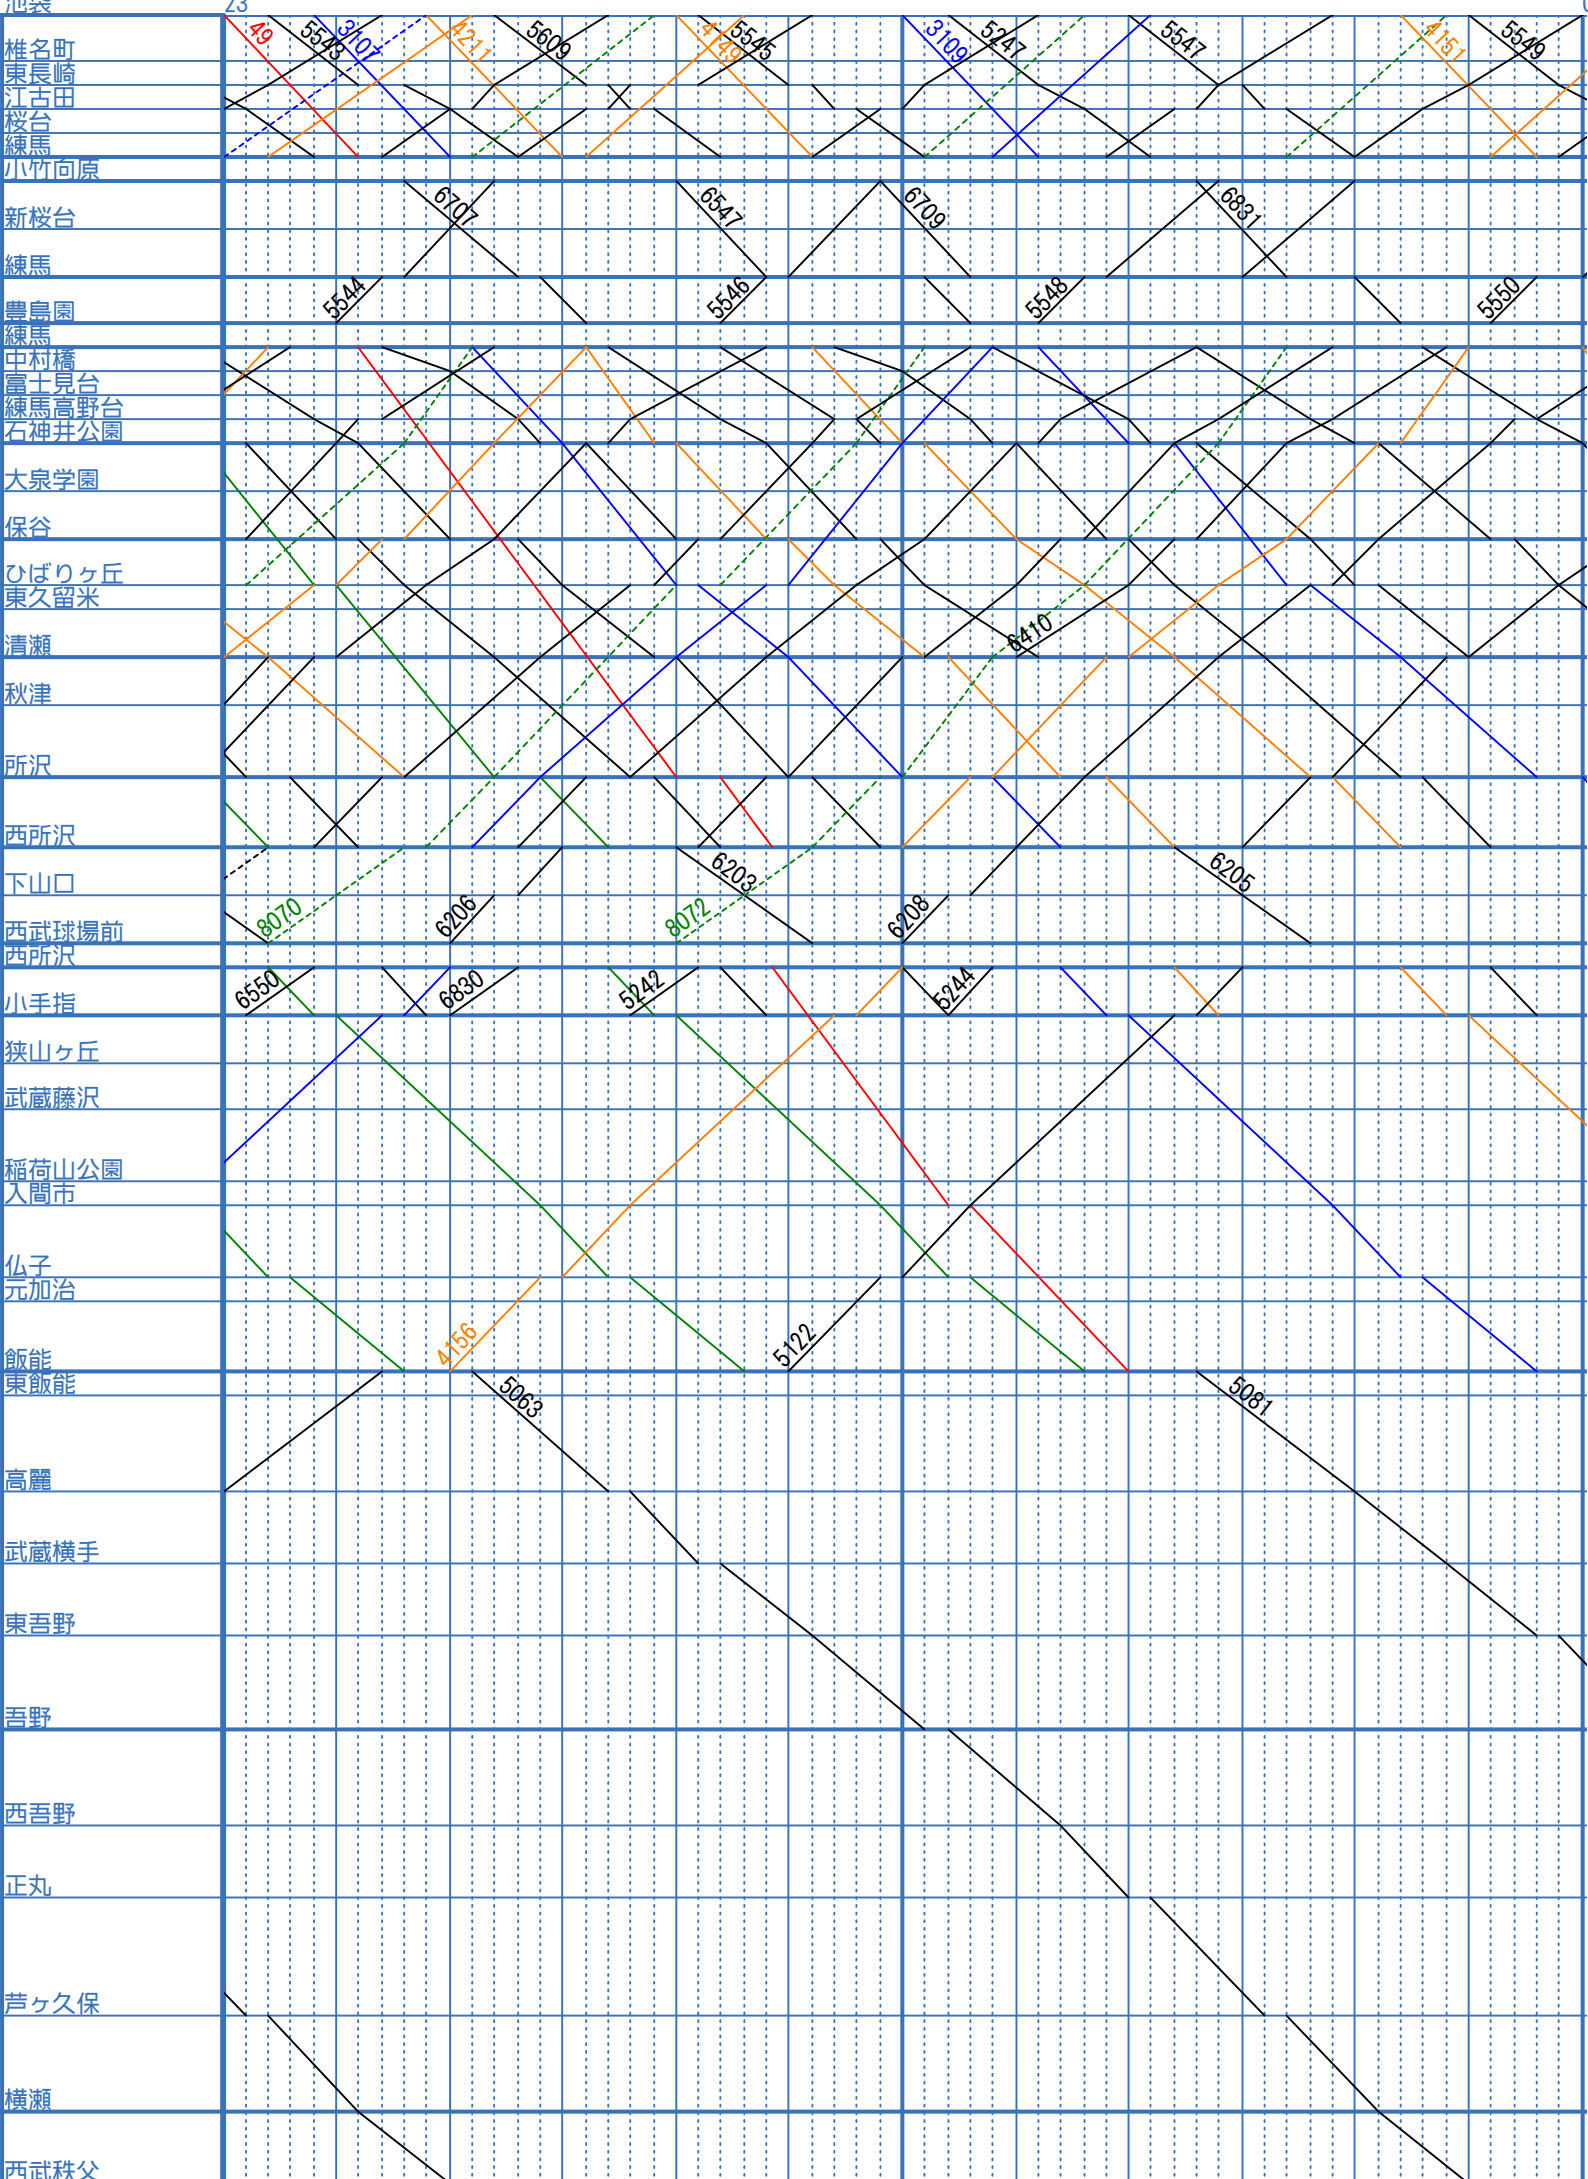 池袋 23
49 5543 3107 4211 5609 4149 5545 3109 5247 5547 4151 5549
椎名町
東長崎
江古田
桜台
練馬
小竹向原
6707 6547 6709 6831
新桜台
練馬
5544 5546 5548 5550
豊島園
練馬
中村橋
富士見台
練馬高野台
石神井公園
大泉学園
保谷
ひばりヶ丘
東久留米
6410
清瀬
秋津
所沢
西所沢
6203 6205
下山口
8070 6206 8072 6208
西武球場前
西所沢
6550 6830 5242 5244
小手指
狭山ヶ丘
武蔵藤沢
稲荷山公園
入間市
仏子
元加治
4156 5122
飯能
東飯能
5063 5081
高麗
武蔵横手
東吾野
吾野
西吾野
正丸
芦ヶ久保
横瀬
西武秩父